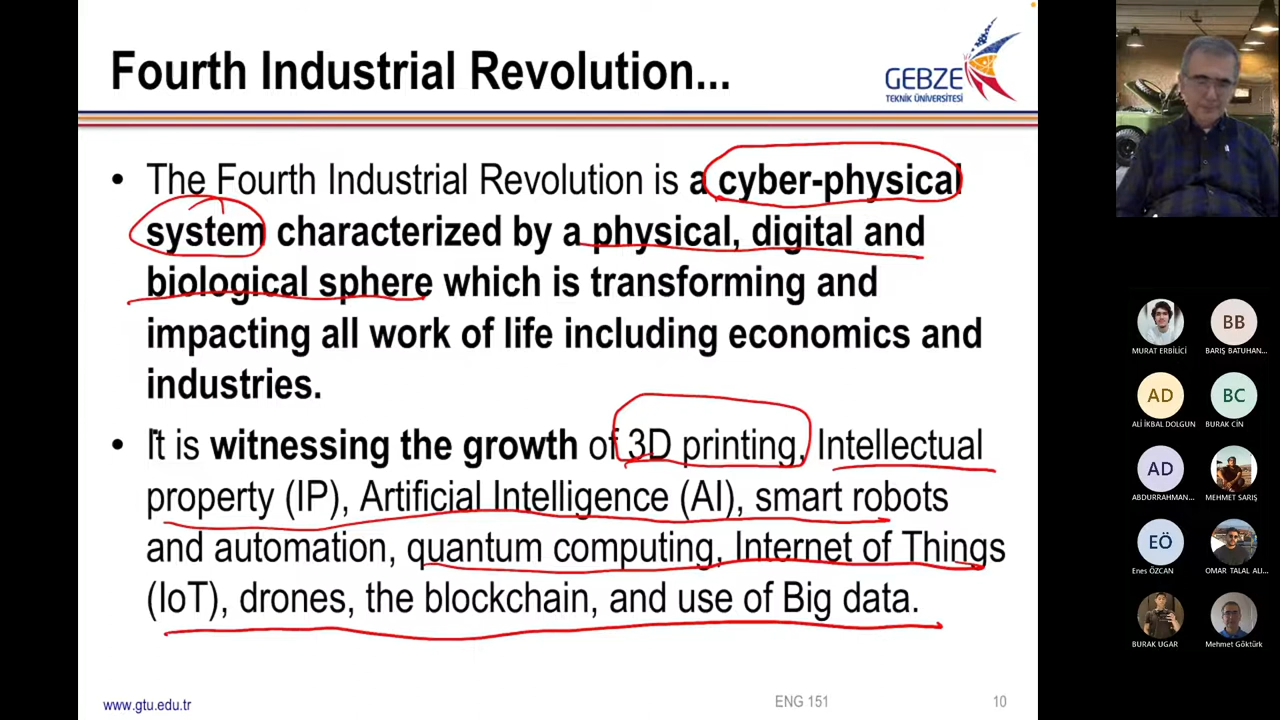 Fourth Industrial Revolution...
GEBZE
TEKNİK ÜNİVERSİTESİ
• The Fourth Industrial Revolution is a cyber-physical
system characterized by a physical, digital and
biological sphere which is transforming and
impacting all work of life including economics and
industries.
• It is witnessing the growth of 3D printing, Intellectual
property (IP), Artificial Intelligence (AI), smart robots
and automation, quantum computing, Internet of Things
(IoT), drones, the blockchain, and use of Big data.
www.gtu.edu.tr
ENG 151
10
MURAT ERBİLİCİ
BB
BARIŞ BATUHAN...
AD
ALİ İKBAL DOLGUN
BC
BURAK CİN
AD
ABDURRAHMAN...
MEHMET SARIŞ
EÖ
Enes ÖZCAN
OMAR TALAL ALI...
BURAK UGAR
Mehmet Göktürk